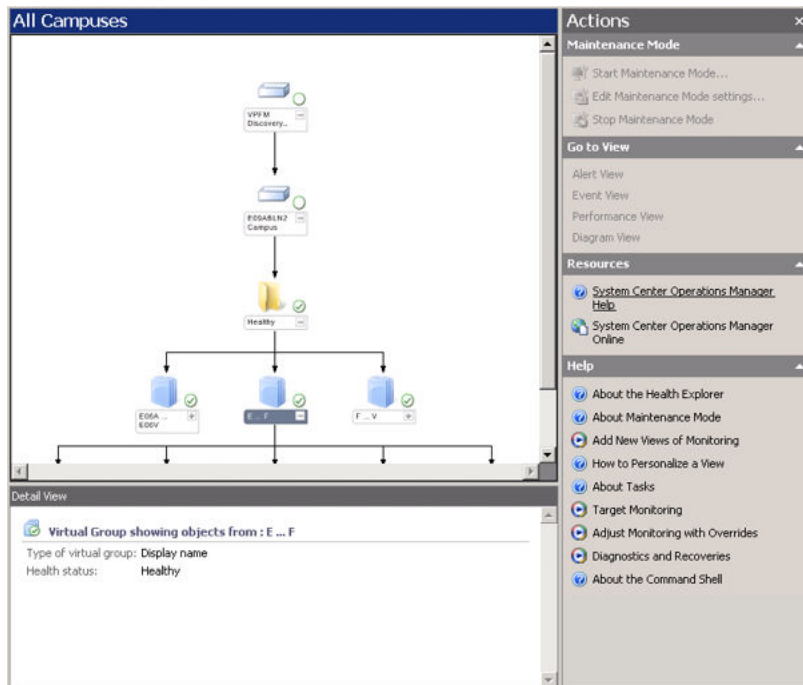 All Campuses
VPFM
Discovery...
E09ABLN2
Campus
Healthy
E06A ...
E00V
E ... F
F ... V
Detail View
Virtual Group showing objects from : E ... F
Type of virtual group: Display name
Health status: Healthy
Actions
Maintenance Mode
Start Maintenance Mode...
Edit Maintenance Mode settings...
Stop Maintenance Mode
Go to View
Alert View
Event View
Performance View
Diagram View
Resources
System Center Operations Manager
Help
System Center Operations Manager
Online
Help
About the Health Explorer
About Maintenance Mode
Add New Views of Monitoring
How to Personalize a View
About Tasks
Target Monitoring
Adjust Monitoring with Overrides
Diagnostics and Recoveries
About the Command Shell